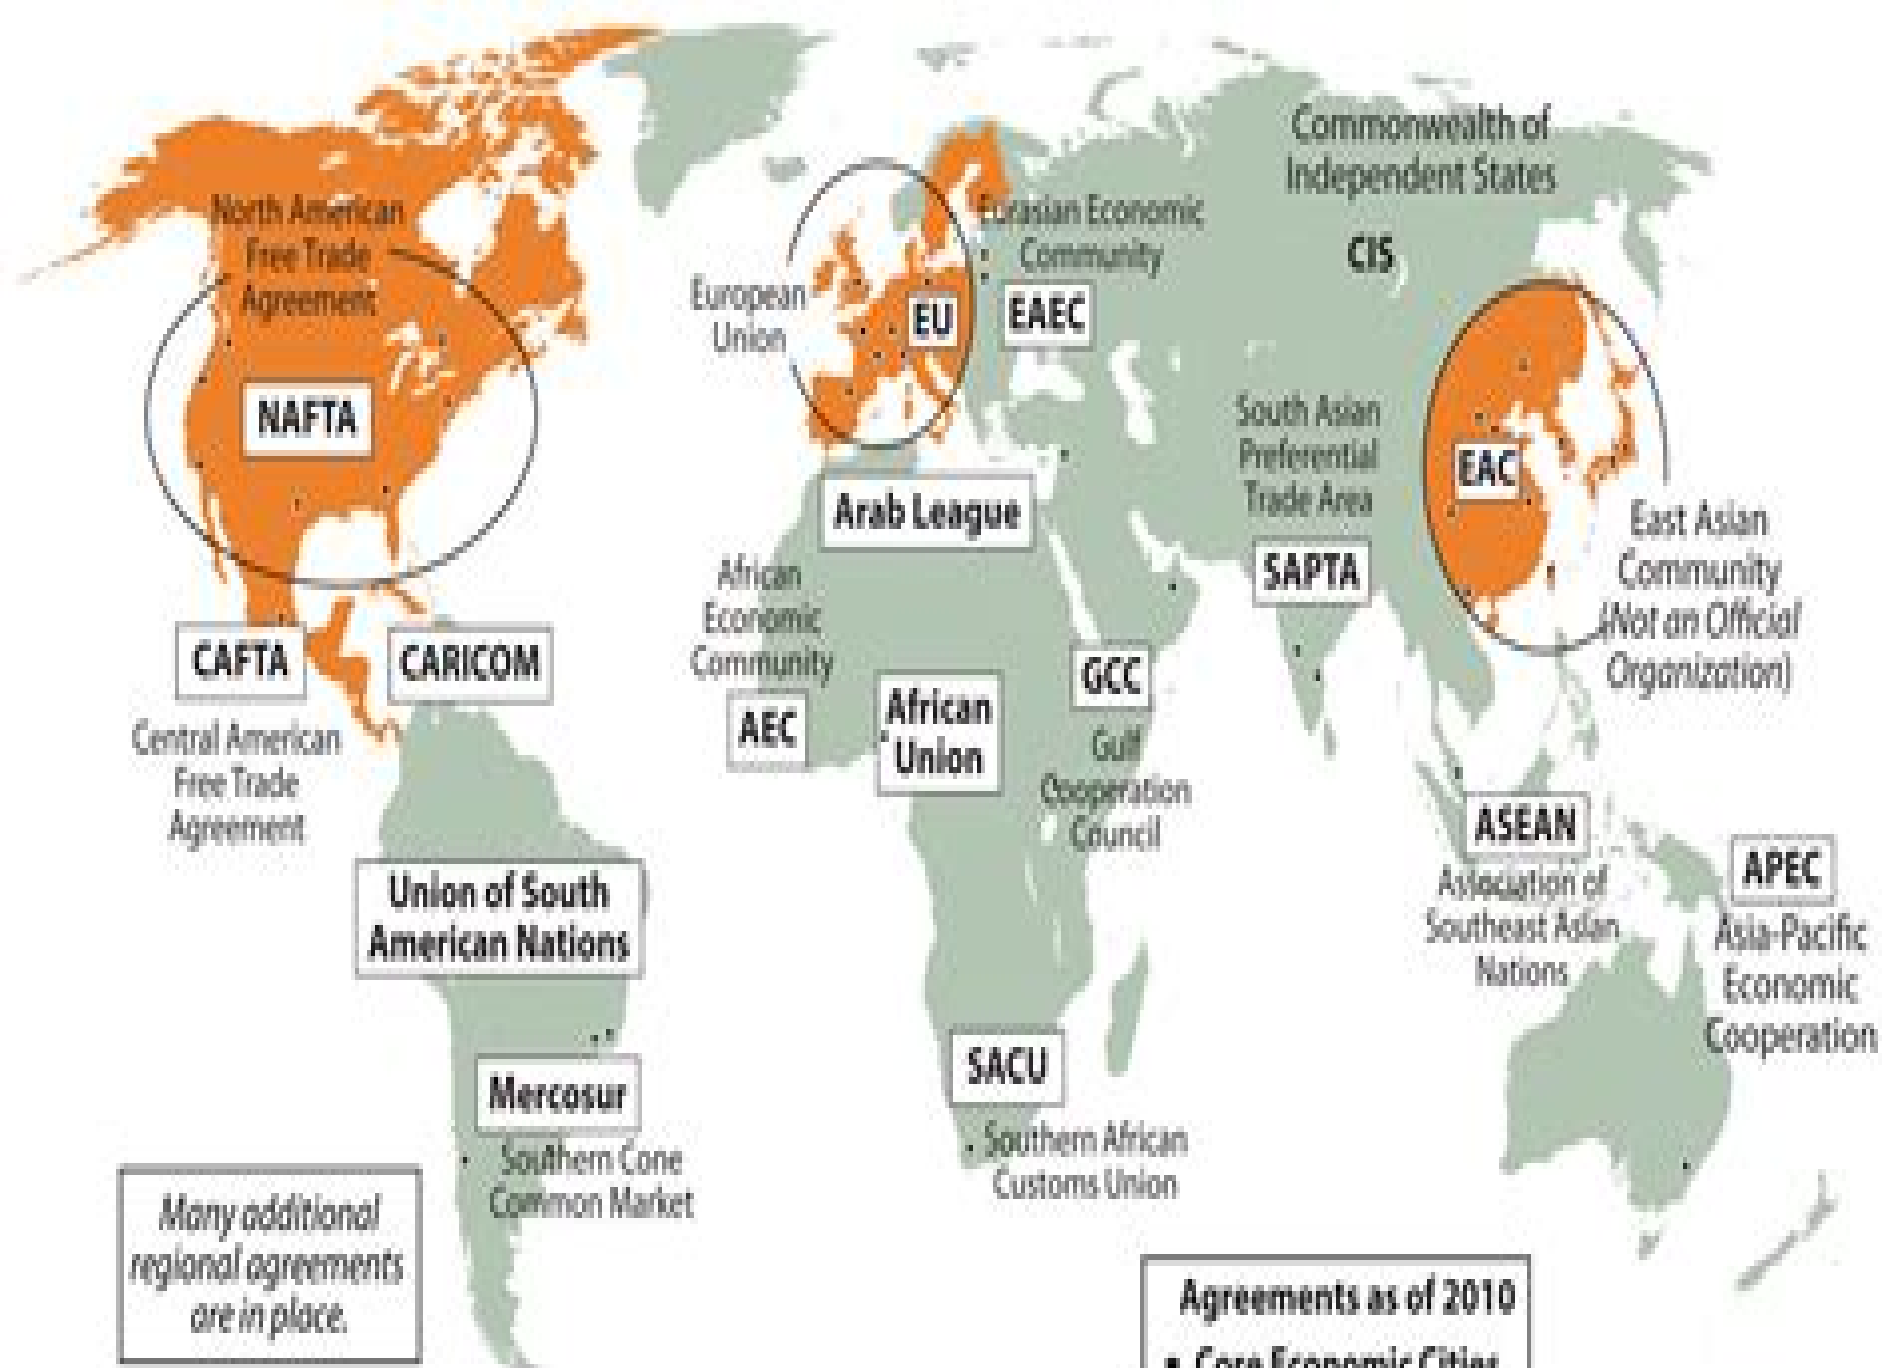 Commonwealth of
Independent States
CIS
North American
Free Trade
Agreement
NAFTA
European
Union
EU
Eurasian Economic
Community
EAEC
South Asian
Preferential
Trade Area
SAPTA
EAC
East Asian
Community
(Not an Official
Organization)
Arab League
African
Economic
Community
AEC
African
Union
GCC
Gulf
Cooperation
Council
CAFTA
Central American
Free Trade
Agreement
CARICOM
ASEAN
Association of
Southeast Asian
Nations
APEC
Asia-Pacific
Economic
Cooperation
Union of South
American Nations
Mercosur
Southern Cone
Common Market
SACU
Southern African
Customs Union
Many additional
regional agreements
are in place.
Agreements as of 2010
• Core Economic Cities